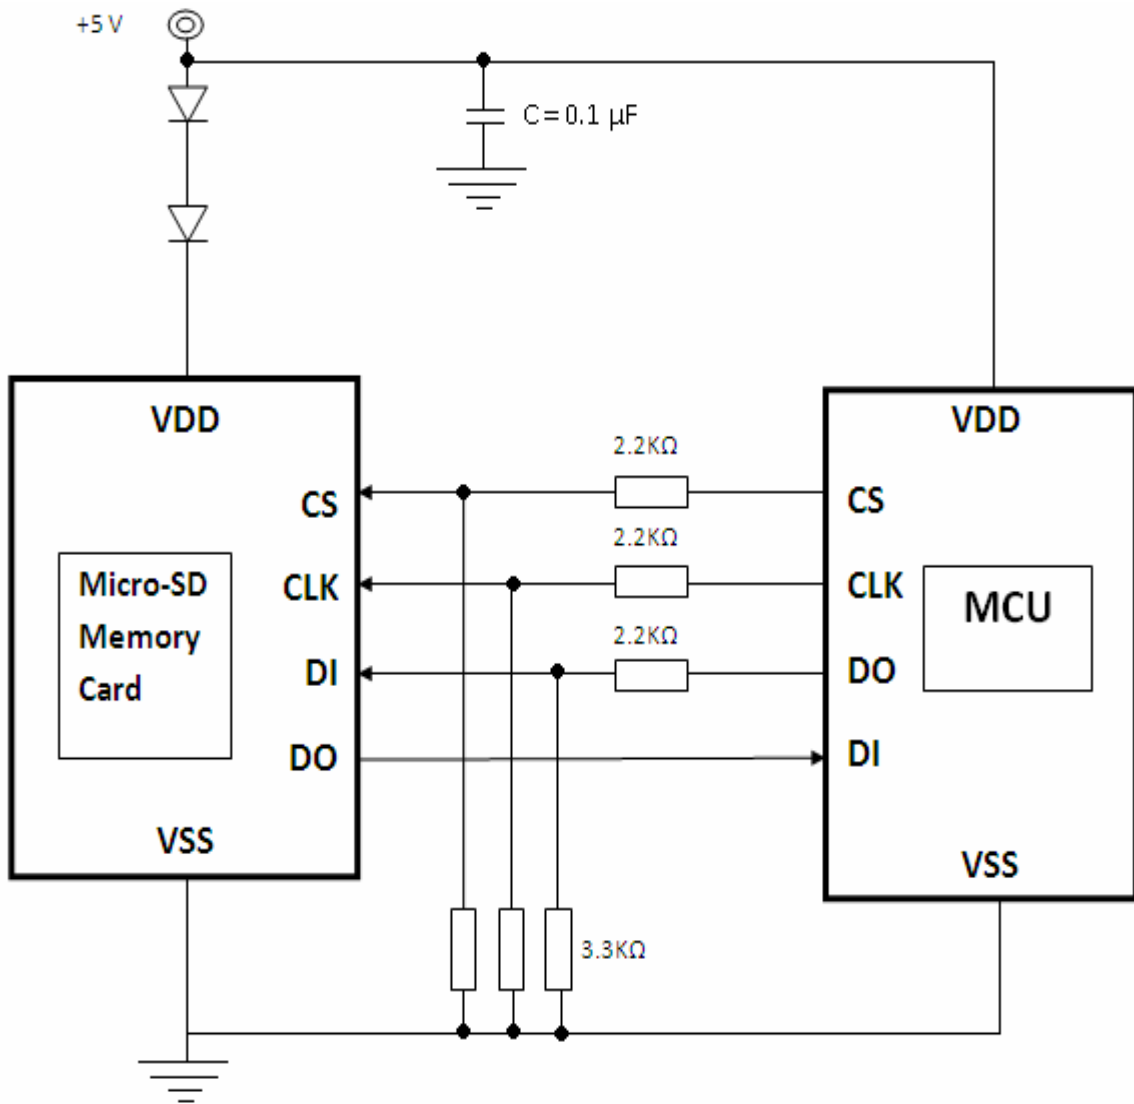 +5 V
C = 0.1 µF
VDD
VDD
2.2KΩ
CS
CS
2.2KΩ
Micro-SD
Memory
Card
CLK
CLK
MCU
2.2KΩ
DI
DO
DO
DI
VSS
VSS
3.3KΩ